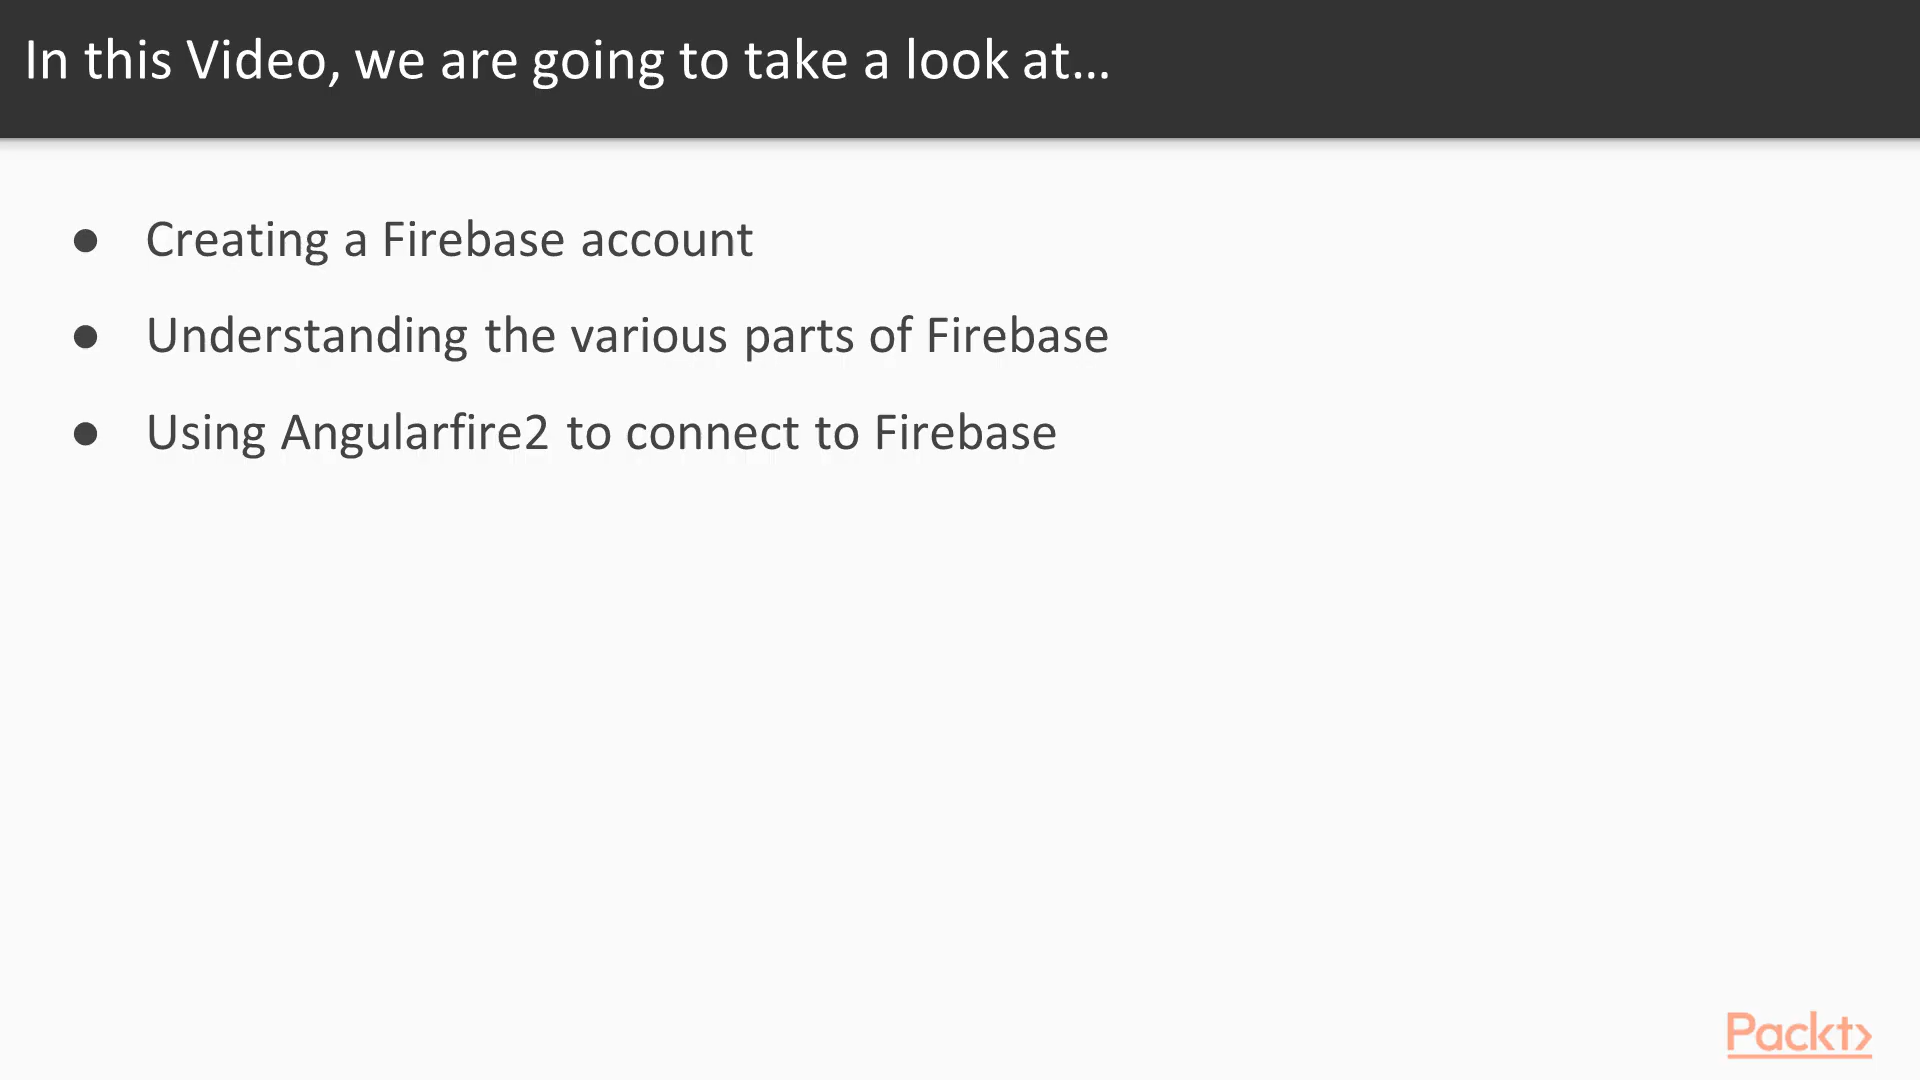 In this Video, we are going to take a look at...
● Creating a Firebase account
● Understanding the various parts of Firebase
● Using Angularfire2 to connect to Firebase
Packt>